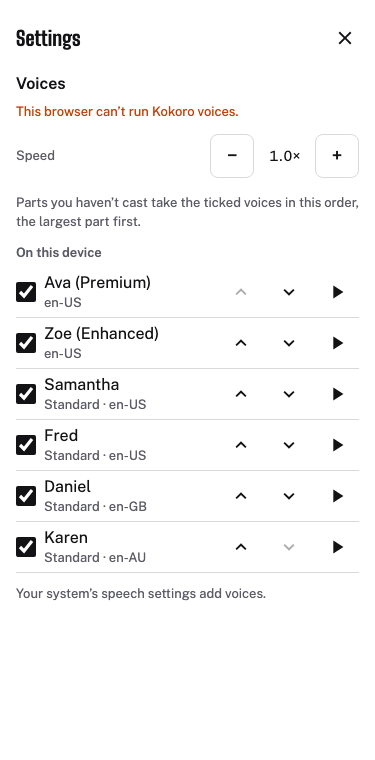 Settings
Voices
This browser can't run Kokoro voices.
Speed
− 1.0× +
Parts you haven't cast take the ticked voices in this order,
the largest part first.
On this device
Ava (Premium)
en-US
Zoe (Enhanced)
en-US
Samantha
Standard · en-US
Fred
Standard · en-US
Daniel
Standard · en-GB
Karen
Standard · en-AU
Your system's speech settings add voices.